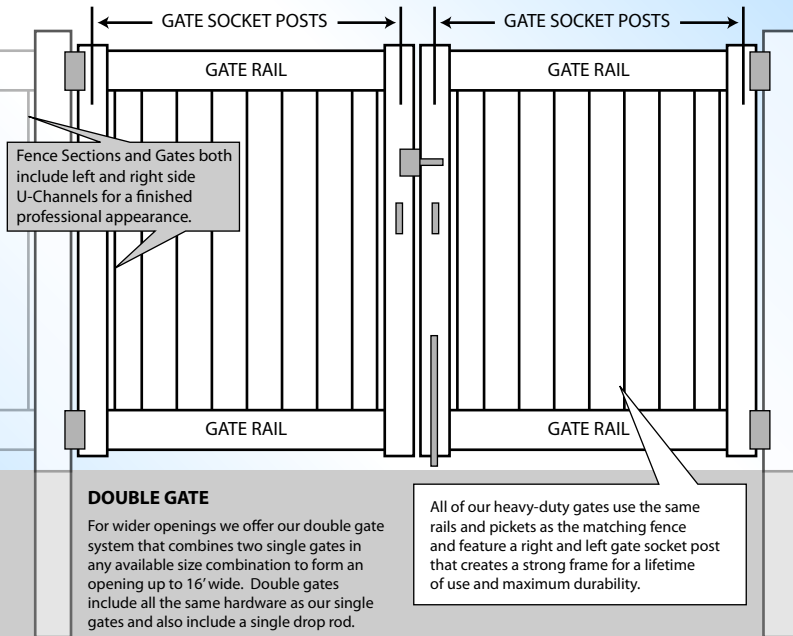 GATE SOCKET POSTS
GATE SOCKET POSTS
GATE RAIL
GATE RAIL
Fence Sections and Gates both
include left and right side
U-Channels for a finished
professional appearance.
GATE RAIL
GATE RAIL
DOUBLE GATE
For wider openings we offer our double gate
system that combines two single gates in
any available size combination to form an
opening up to 16’ wide.  Double gates
include all the same hardware as our single
gates and also include a single drop rod.
All of our heavy-duty gates use the same
rails and pickets as the matching fence
and feature a right and left gate socket post
that creates a strong frame for a lifetime
of use and maximum durability.